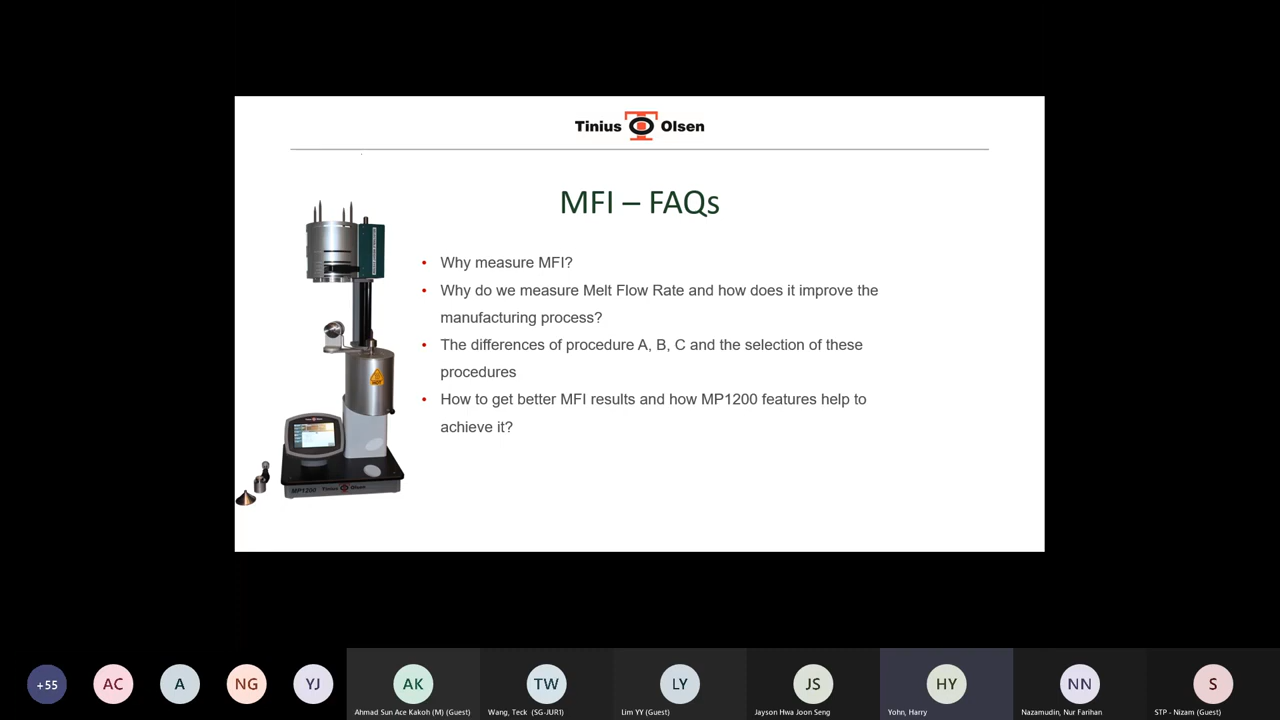 Tinius Olsen
MFI – FAQs
• Why measure MFI?
• Why do we measure Melt Flow Rate and how does it improve the
manufacturing process?
• The differences of procedure A, B, C and the selection of these
procedures
• How to get better MFI results and how MP1200 features help to
achieve it?
MP1200 Tinius Olsen
+55 AC A NG YJ AK TW LY JS HY NN S
Ahmad Sun Ace Kakoh (M) (Guest) Wang, Teck (SG-JUR1) Lim YY (Guest) Jayson Hwa Joon Seng Yohn, Harry Nazamudin, Nur Farihan STP - Nizam (Guest)